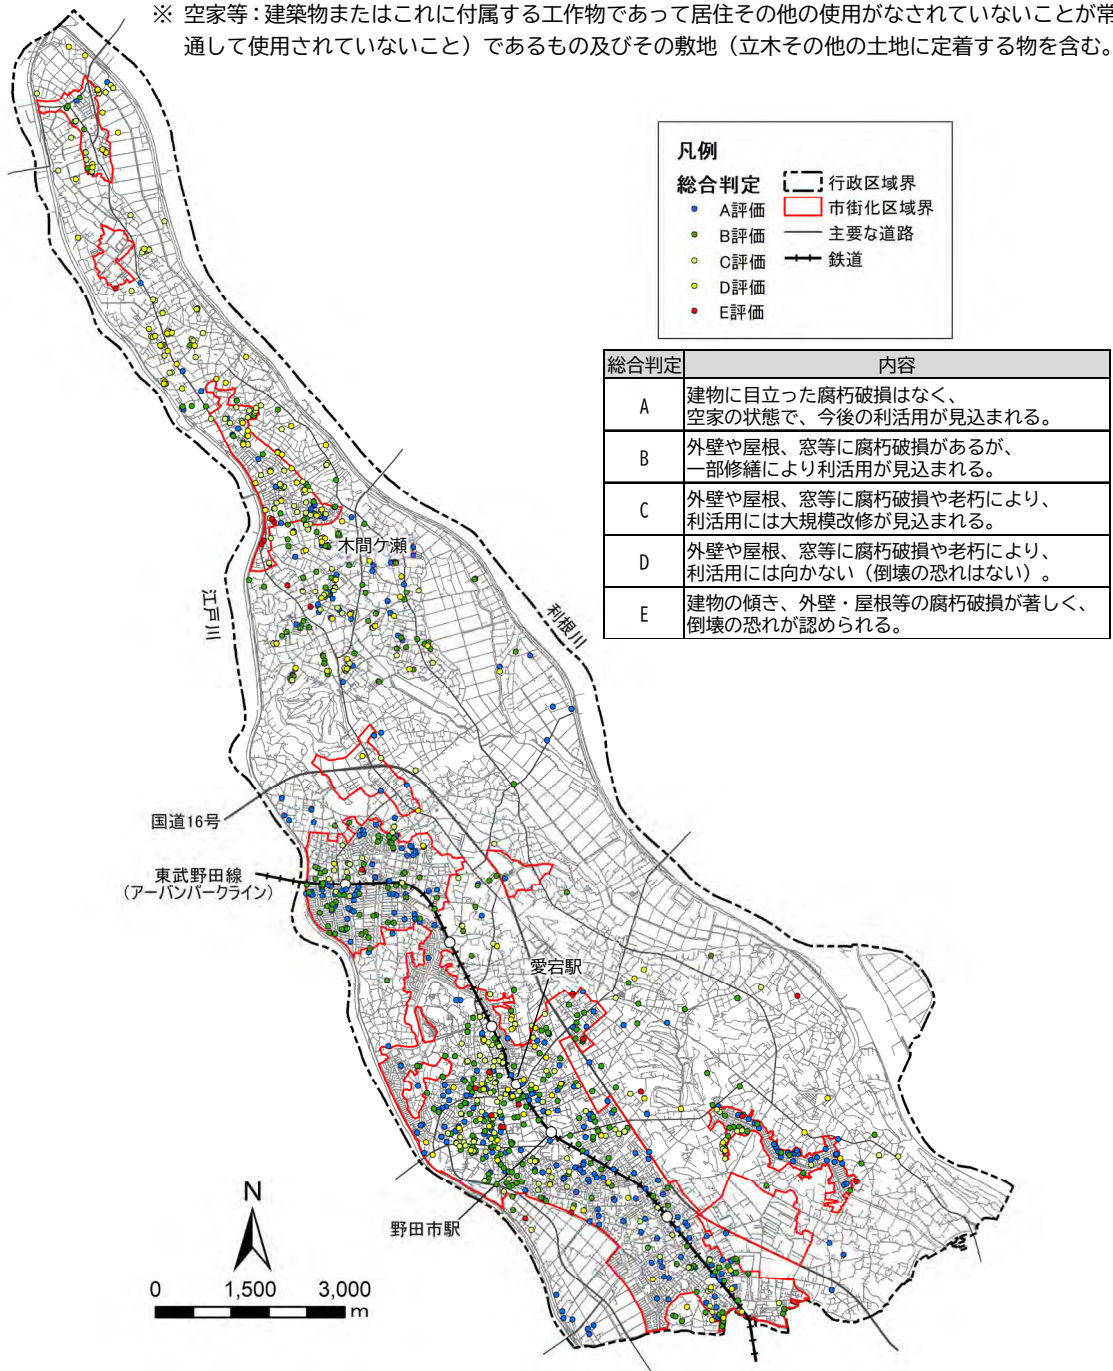 ※ 空家等：建築物またはこれに付属する工作物であって居住その他の使用がなされていないことが常
通して使用されていないこと）であるもの及びその敷地（立木その他の土地に定着する物を含む。
凡例
総合判定
A評価
B評価
C評価
D評価
E評価
行政区域界
市街化区域界
主要な道路
鉄道
総合判定 内容
A 建物に目立った腐朽破損はなく、
空家の状態で、今後の利活用が見込まれる。
B 外壁や屋根、窓等に腐朽破損があるが、
一部修繕により利活用が見込まれる。
C 外壁や屋根、窓等に腐朽破損や老朽により、
利活用には大規模改修が見込まれる。
D 外壁や屋根、窓等に腐朽破損や老朽により、
利活用には向かない（倒壊の恐れはない）。
E 建物の傾き、外壁・屋根等の腐朽破損が著しく、
倒壊の恐れが認められる。
木間ケ瀬
江戸川
利根川
国道16号
東武野田線
（アーバンパークライン）
愛宕駅
野田市駅
N
0 1,500 3,000
m